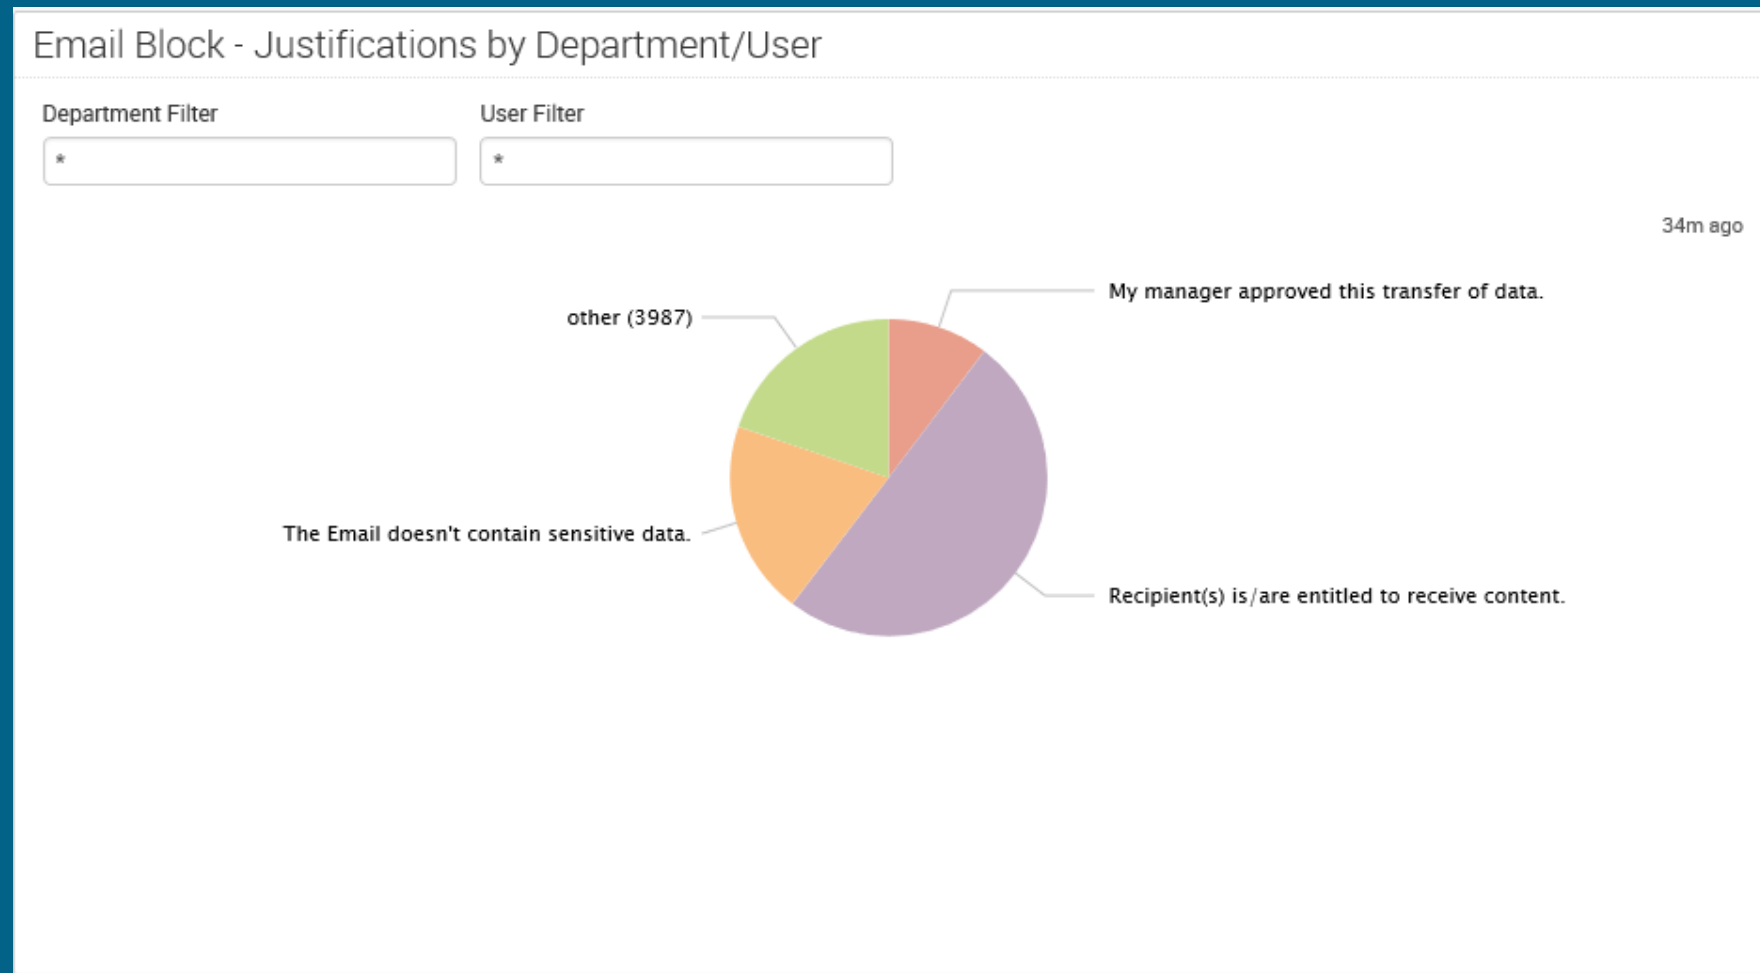 Email Block - Justifications by Department/User
Department Filter
User Filter
*
*
34m ago
My manager approved this transfer of data.
other (3987)
The Email doesn't contain sensitive data.
Recipient(s) is/are entitled to receive content.